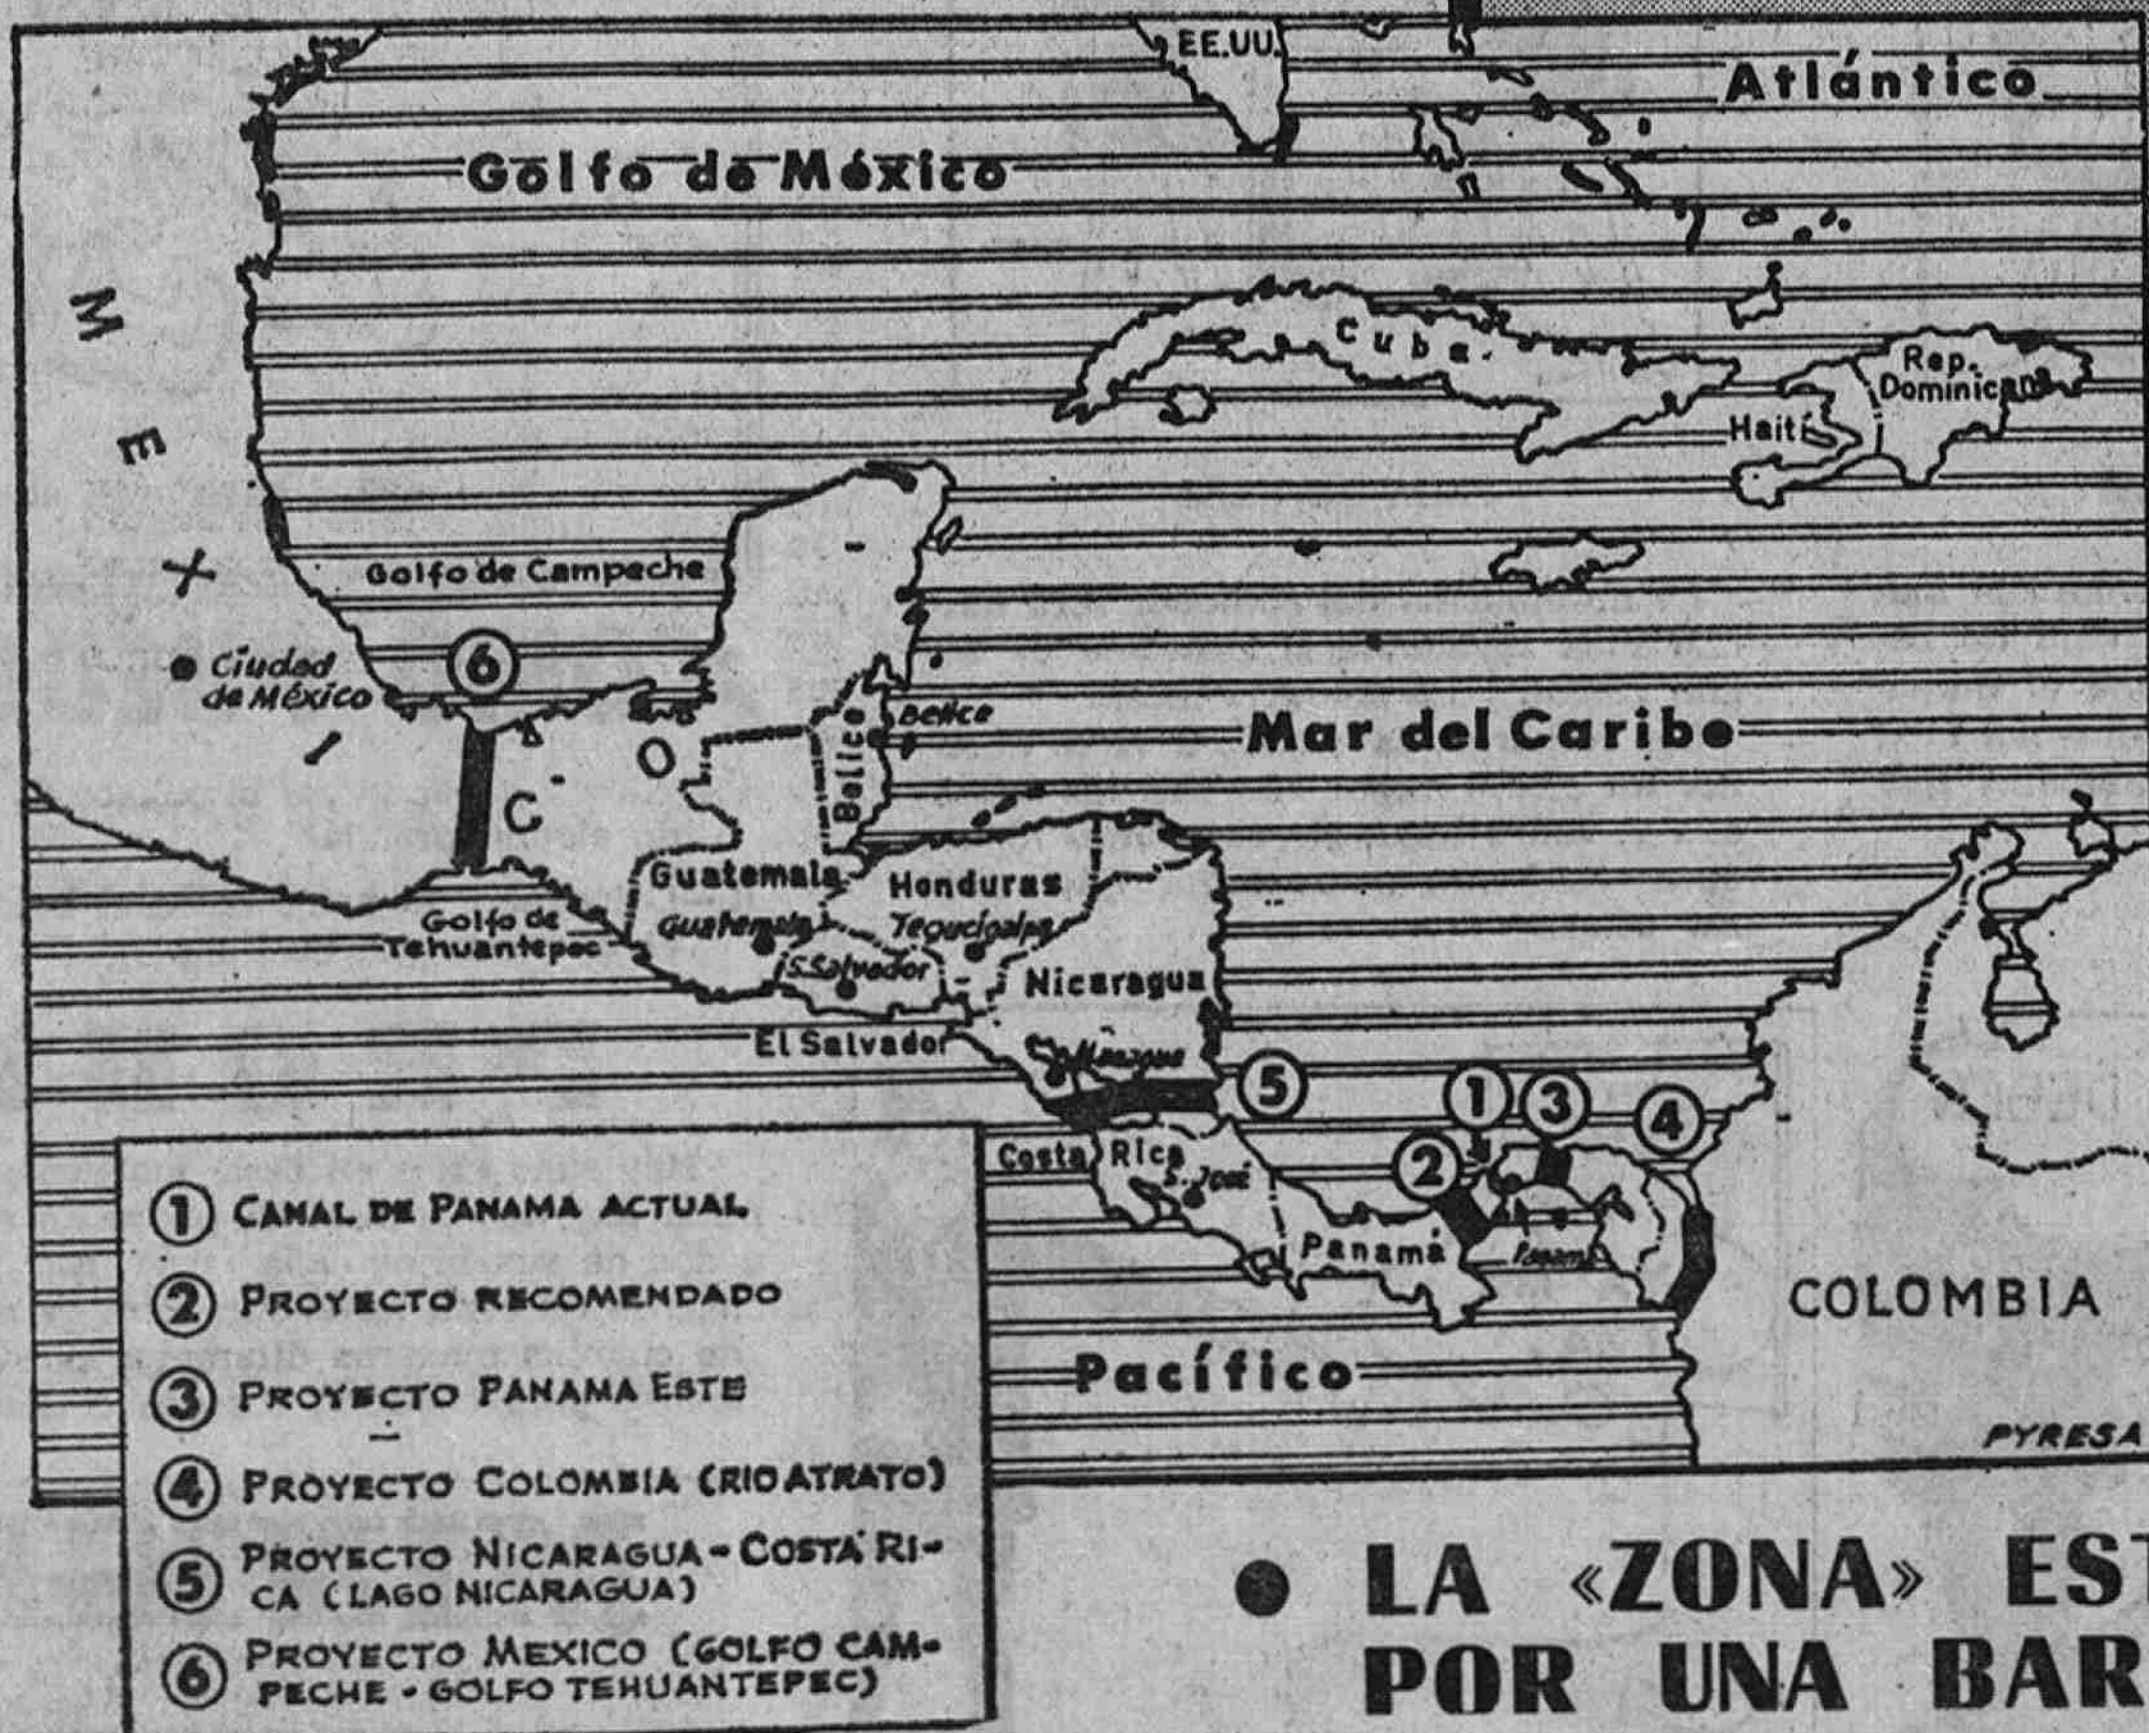 EE.UU.
Atlántico
Golfo de México
M
E
X
I
C
O
Cuba.
Rep.
Dominicana
Haití
Golfo de Campeche
6
Ciudad
de México
Belice
Belice
Mar del Caribe
Guatemala
Honduras
Guatemala
Tegucigalpa
Golfo de
Tehuantepec
S. Salvador
Nicaragua
El Salvador
Managua
5
1
3
4
2
Costa Rica
S. José
Panamá
Panamá
COLOMBIA
Pacífico
PYRESA
1 CANAL DE PANAMA ACTUAL
2 PROYECTO RECOMENDADO
3 PROYECTO PANAMA ESTE
4 PROYECTO COLOMBIA (RIO ATRATO)
5 PROYECTO NICARAGUA-COSTA RI-
CA (LAGO NICARAGUA)
6 PROYECTO MEXICO (GOLFO CAM-
PECHE - GOLFO TEHUANTEPEC)
● LA «ZONA» EST
POR UNA BAR